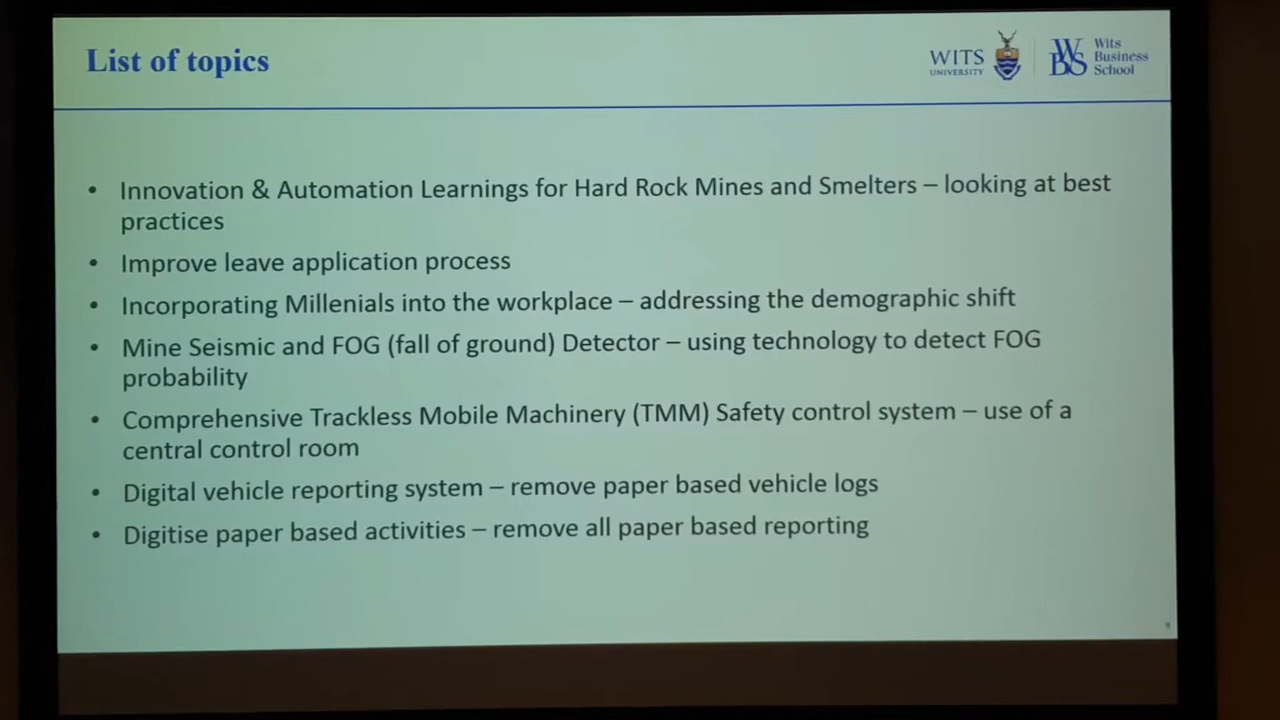 List of topics
WITS
UNIVERSITY
WBS
Wits
Business
School
• Innovation & Automation Learnings for Hard Rock Mines and Smelters – looking at best
practices
• Improve leave application process
• Incorporating Millenials into the workplace – addressing the demographic shift
• Mine Seismic and FOG (fall of ground) Detector – using technology to detect FOG
probability
• Comprehensive Trackless Mobile Machinery (TMM) Safety control system – use of a
central control room
• Digital vehicle reporting system – remove paper based vehicle logs
• Digitise paper based activities – remove all paper based reporting